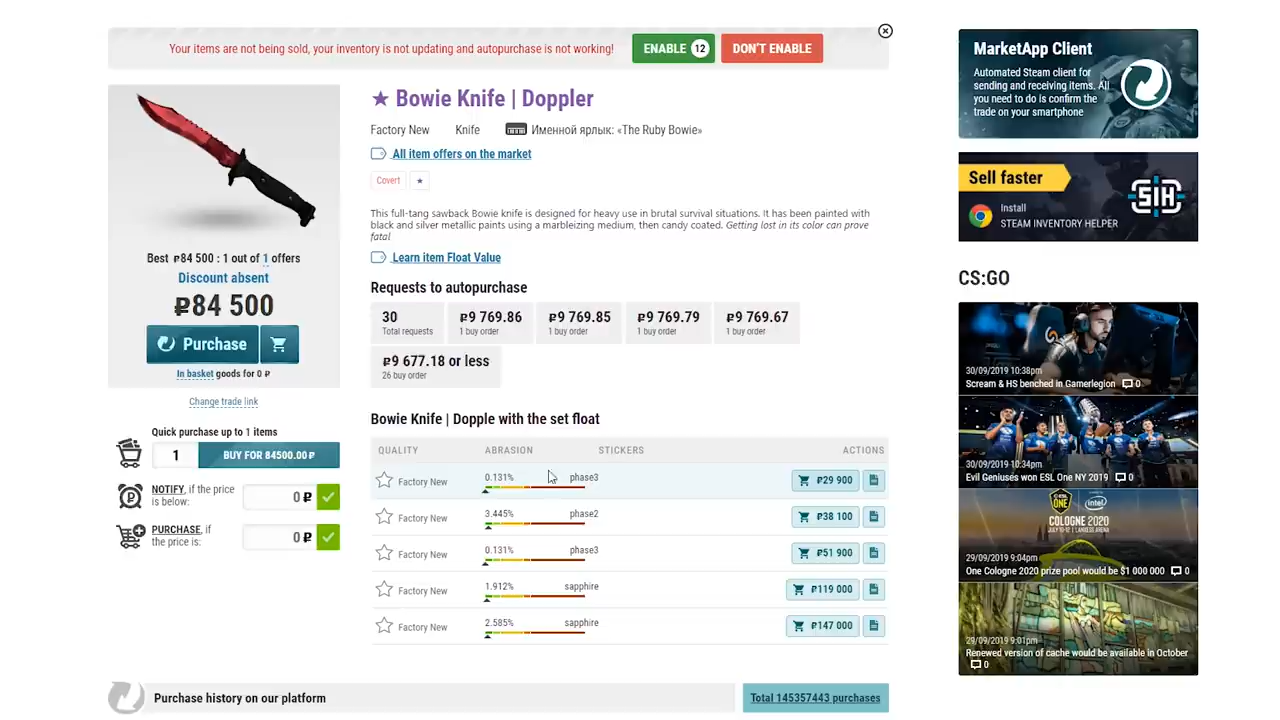 Your items are not being sold, your inventory is not updating and autopurchase is not working!
ENABLE 12
DON'T ENABLE
★ Bowie Knife | Doppler
Factory New Knife Именной ярлык: «The Ruby Bowie»
All item offers on the market
Covert ★
This full-tang sawback Bowie knife is designed for heavy use in brutal survival situations. It has been painted with
black and silver metallic paints using a marbleizing medium, then candy coated. Getting lost in its color can prove
fatal
Learn item Float Value
Best ₽84 500 : 1 out of 1 offers
Discount absent
₽84 500
Purchase
In basket goods for 0 ₽
Change trade link
Quick purchase up to 1 items
1 BUY FOR 84500.00 ₽
NOTIFY, if the price
is below:
0 ₽
PURCHASE, if
the price is:
0 ₽
Requests to autopurchase
30
Total requests
₽9 769.86
1 buy order
₽9 769.85
1 buy order
₽9 769.79
1 buy order
₽9 769.67
1 buy order
₽9 677.18 or less
26 buy order
Bowie Knife | Dopple with the set float
QUALITY ABRASION STICKERS ACTIONS
Factory New 0.131% phase3 ₽29 900
Factory New 3.445% phase2 ₽38 100
Factory New 0.131% phase3 ₽51 900
Factory New 1.912% sapphire ₽119 000
Factory New 2.585% sapphire ₽147 000
Purchase history on our platform
Total 145357443 purchases
MarketApp Client
Automated Steam client for
sending and receiving items. All
you need to do is confirm the
trade on your smartphone
Sell faster
Install
STEAM INVENTORY HELPER
SIH
CS:GO
30/09/2019 10:38pm
Scream & HS benched in Gamerlegion 0
30/09/2019 10:34pm
Evil Geniuses won ESL One NY 2019 0
ESL ONE
intel
COLOGNE 2020
29/09/2019 9:04pm
One Cologne 2020 prize pool would be $1 000 000 0
29/09/2019 9:01pm
Renewed version of cache would be available in October
0